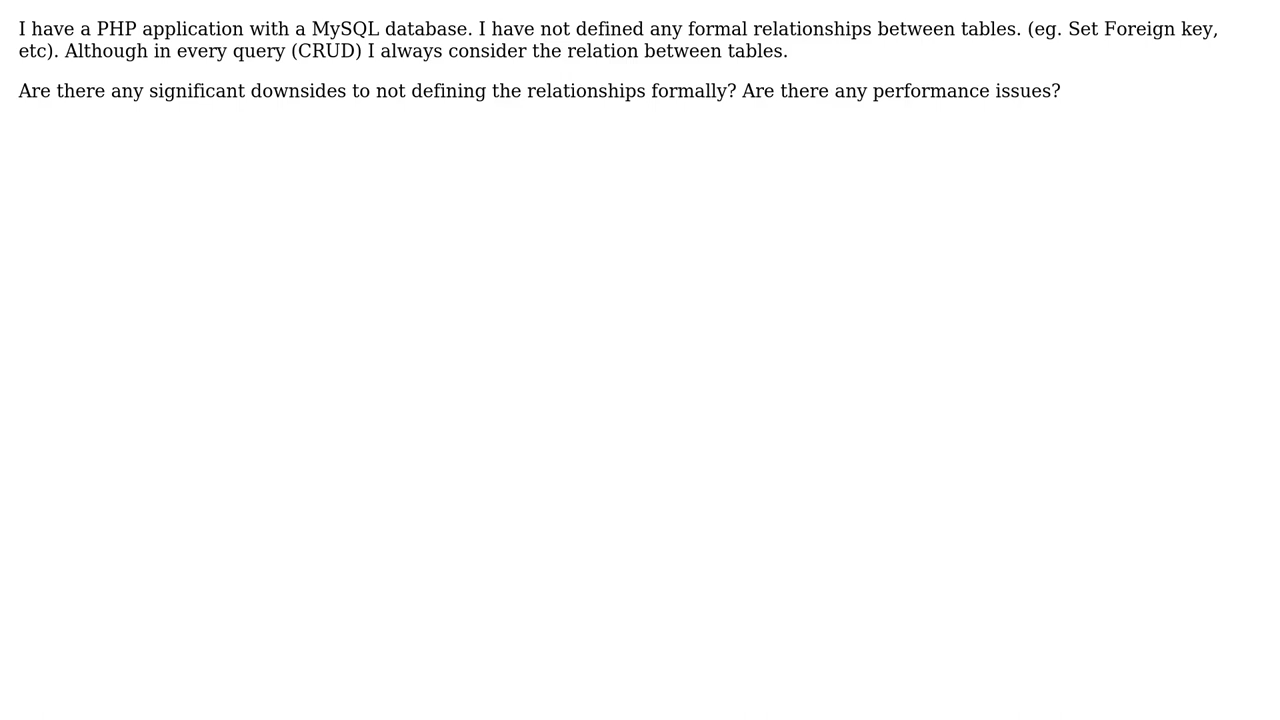 I have a PHP application with a MySQL database. I have not defined any formal relationships between tables. (eg. Set Foreign key,
etc). Although in every query (CRUD) I always consider the relation between tables.
Are there any significant downsides to not defining the relationships formally? Are there any performance issues?